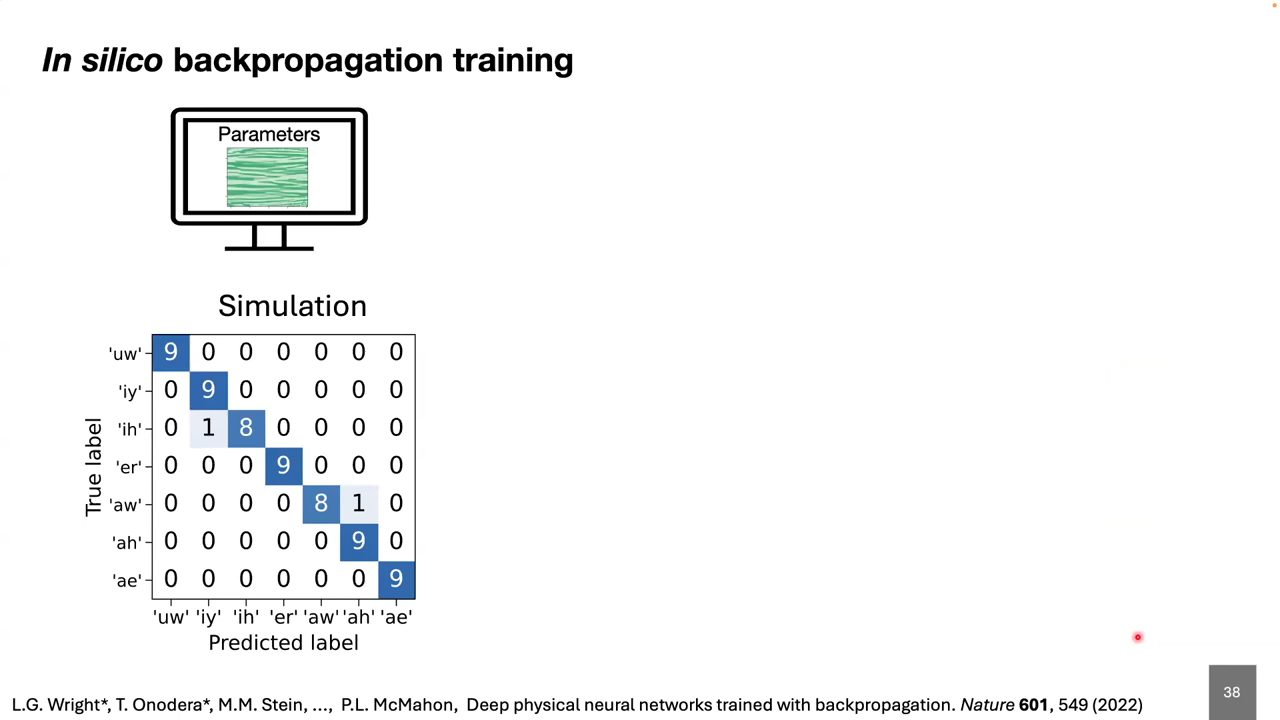 In silico backpropagation training
Parameters
Simulation
True label
'uw' 9 0 0 0 0 0 0
'iy' 0 9 0 0 0 0 0
'ih' 0 1 8 0 0 0 0
'er' 0 0 0 9 0 0 0
'aw' 0 0 0 0 8 1 0
'ah' 0 0 0 0 0 9 0
'ae' 0 0 0 0 0 0 9
'uw' 'iy' 'ih' 'er' 'aw' 'ah' 'ae'
Predicted label
L.G. Wright*, T. Onodera*, M.M. Stein, ..., P.L. McMahon, Deep physical neural networks trained with backpropagation. Nature 601, 549 (2022)
38